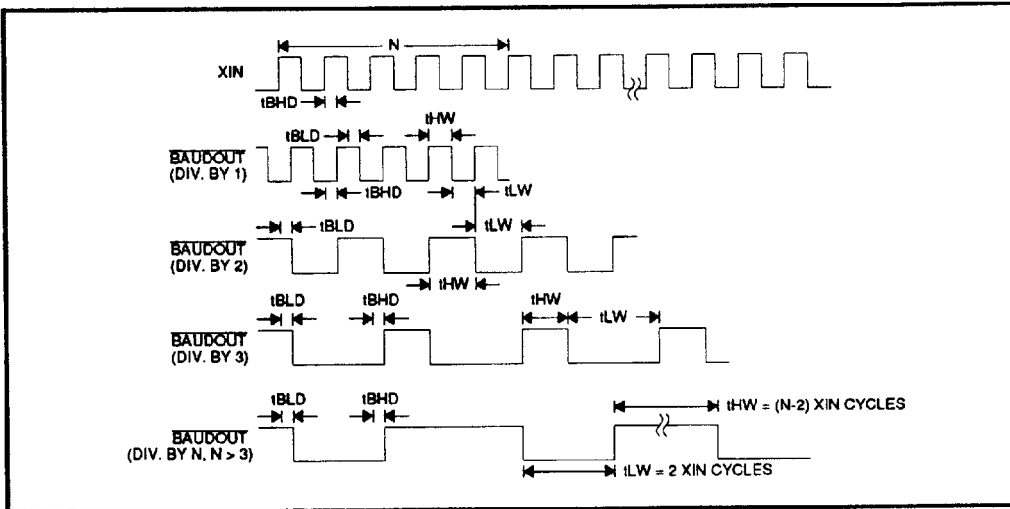 N
XIN
tBHD
tHW
tBLD
BAUDOUT
(DIV. BY 1)
tBHD
tLW
tBLD
tLW
BAUDOUT
(DIV. BY 2)
tHW
tBLD
tBHD
tHW
tLW
BAUDOUT
(DIV. BY 3)
tBLD
tBHD
tHW = (N-2) XIN CYCLES
BAUDOUT
(DIV. BY N, N > 3)
tLW = 2 XIN CYCLES